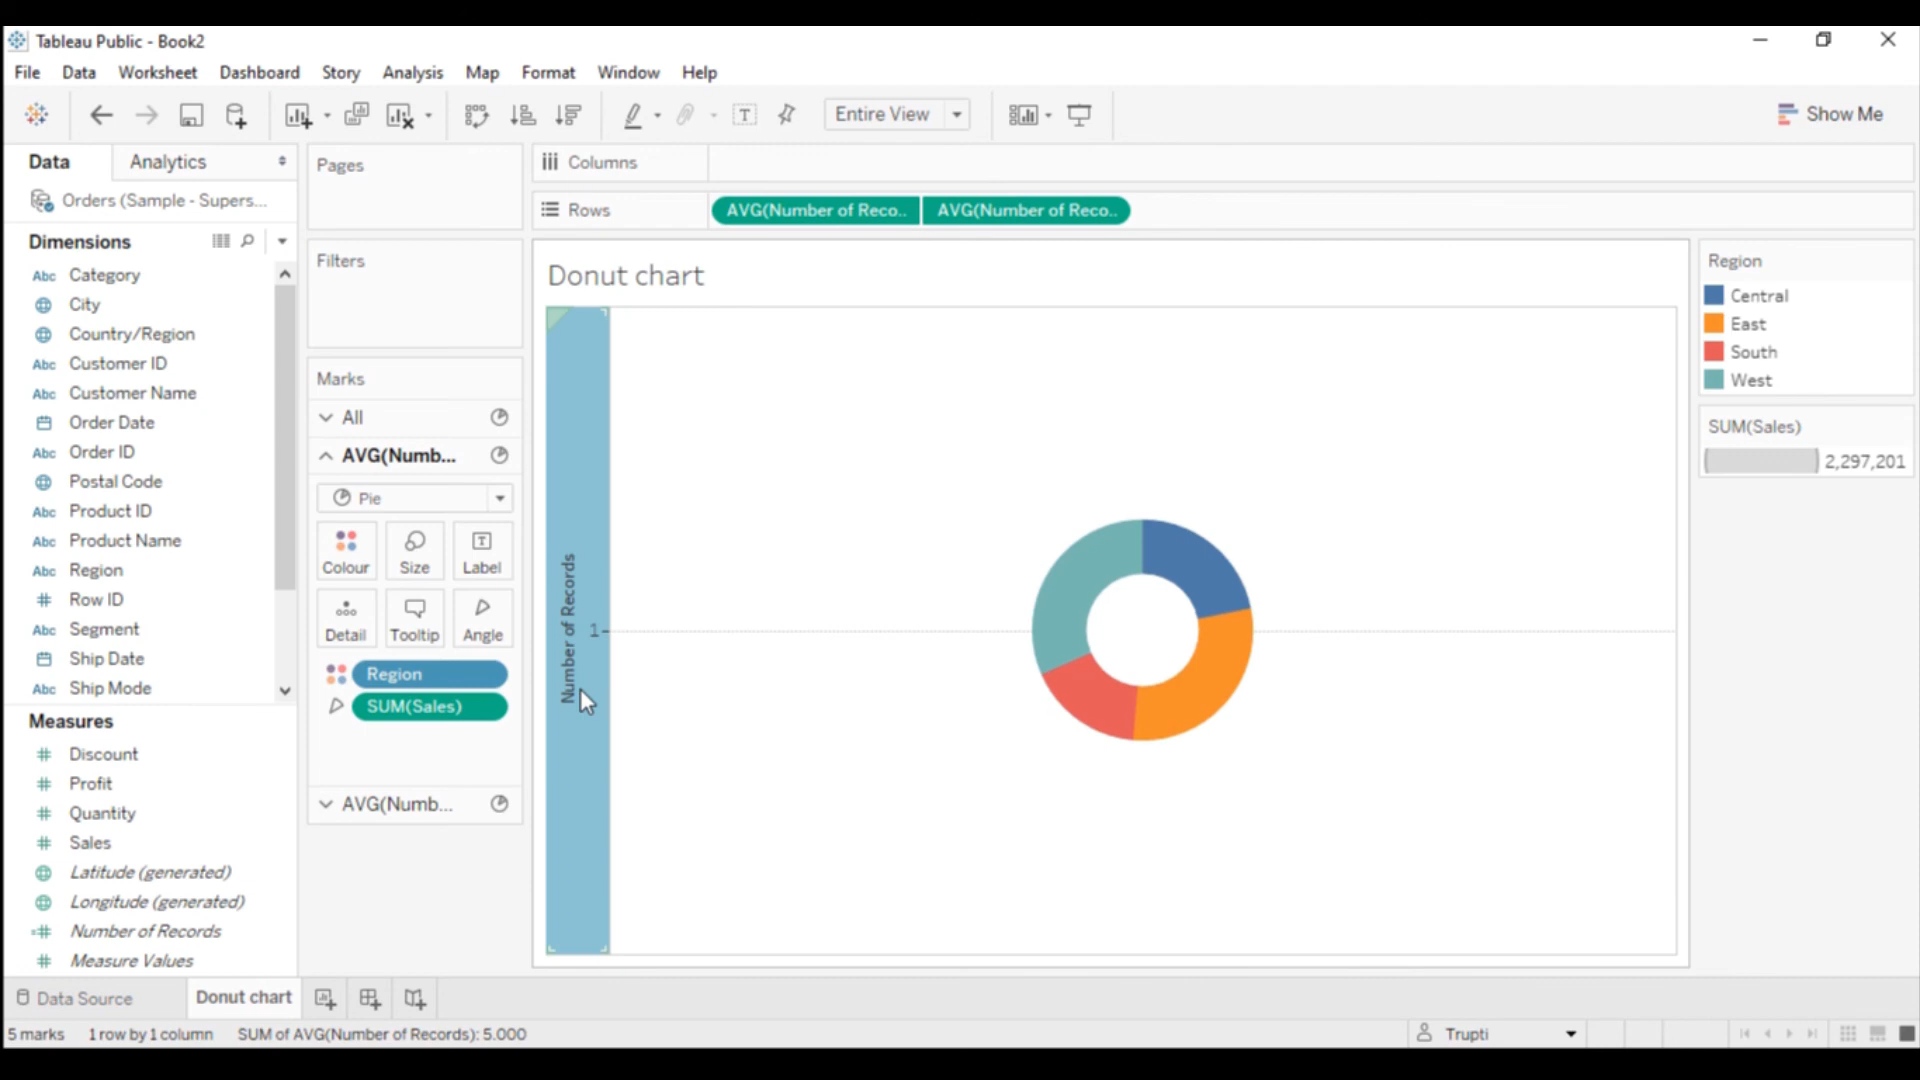 Tableau Public - Book2
File Data Worksheet Dashboard Story Analysis Map Format Window Help
Entire View
Show Me
Data Analytics
Orders (Sample - Supers...
Dimensions
Abc Category
City
Country/Region
Abc Customer ID
Abc Customer Name
Order Date
Abc Order ID
Postal Code
Abc Product ID
Abc Product Name
Abc Region
# Row ID
Abc Segment
Ship Date
Abc Ship Mode
Measures
# Discount
# Profit
# Quantity
# Sales
Latitude (generated)
Longitude (generated)
=# Number of Records
# Measure Values
Pages
Filters
Marks
All
AVG(Numb...
Pie
Colour Size Label
Detail Tooltip Angle
Region
SUM(Sales)
AVG(Numb...
Columns
Rows AVG(Number of Reco.. AVG(Number of Reco..
Donut chart
Number of Records
1
Region
Central
East
South
West
SUM(Sales)
2,297,201
Data Source Donut chart
5 marks 1 row by 1 column SUM of AVG(Number of Records): 5.000
Trupti